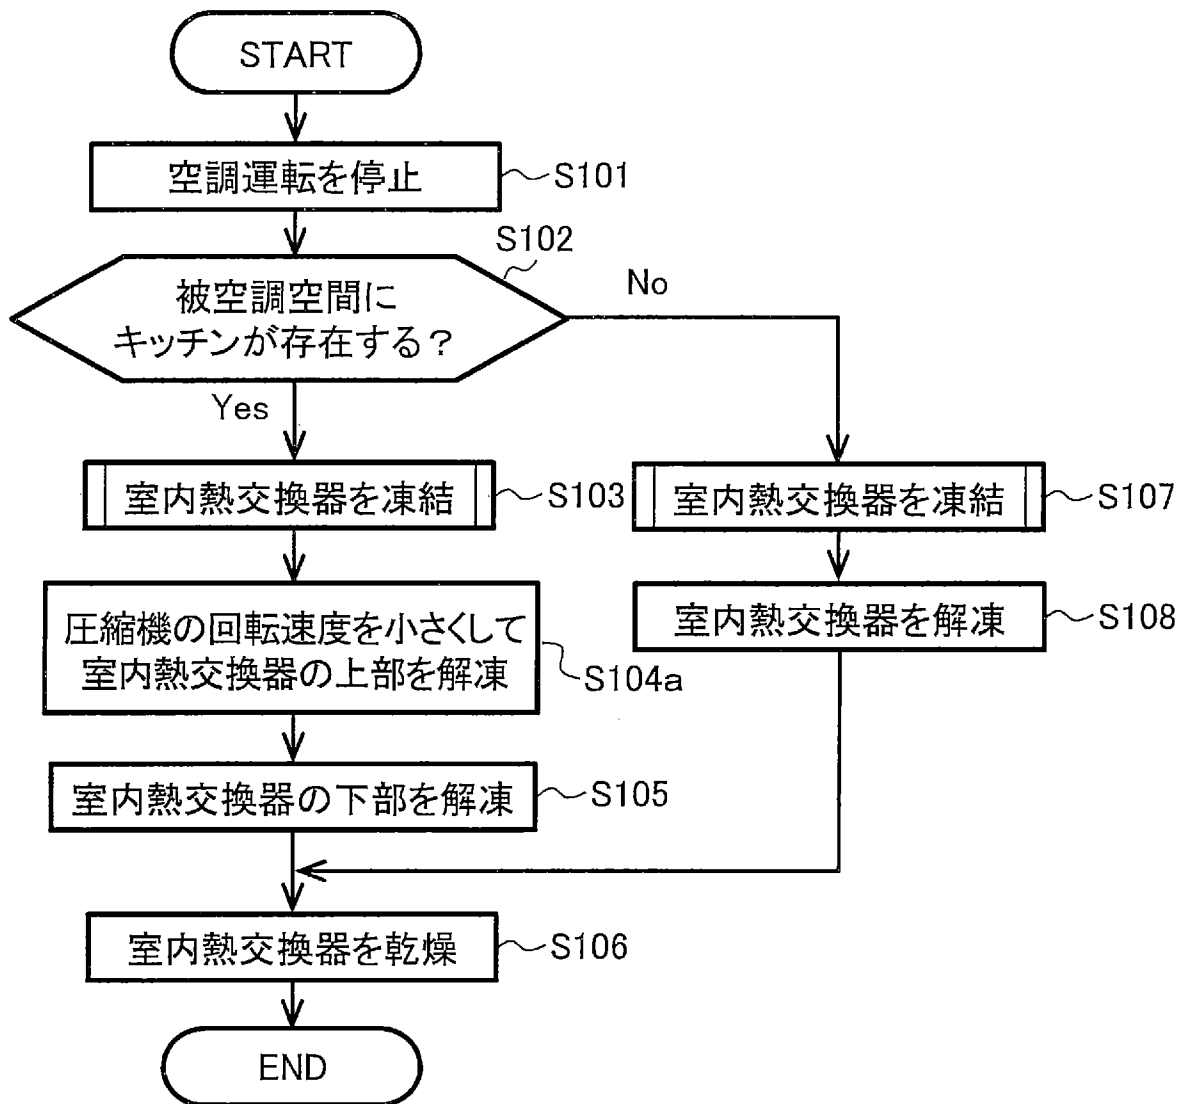 START
空調運転を停止
S101
S102
被空調空間に
キッチンが存在する？
No
Yes
室内熱交換器を凍結
S103
室内熱交換器を凍結
S107
圧縮機の回転速度を小さくして
室内熱交換器の上部を解凍
S104a
室内熱交換器を解凍
S108
室内熱交換器の下部を解凍
S105
室内熱交換器を乾燥
S106
END